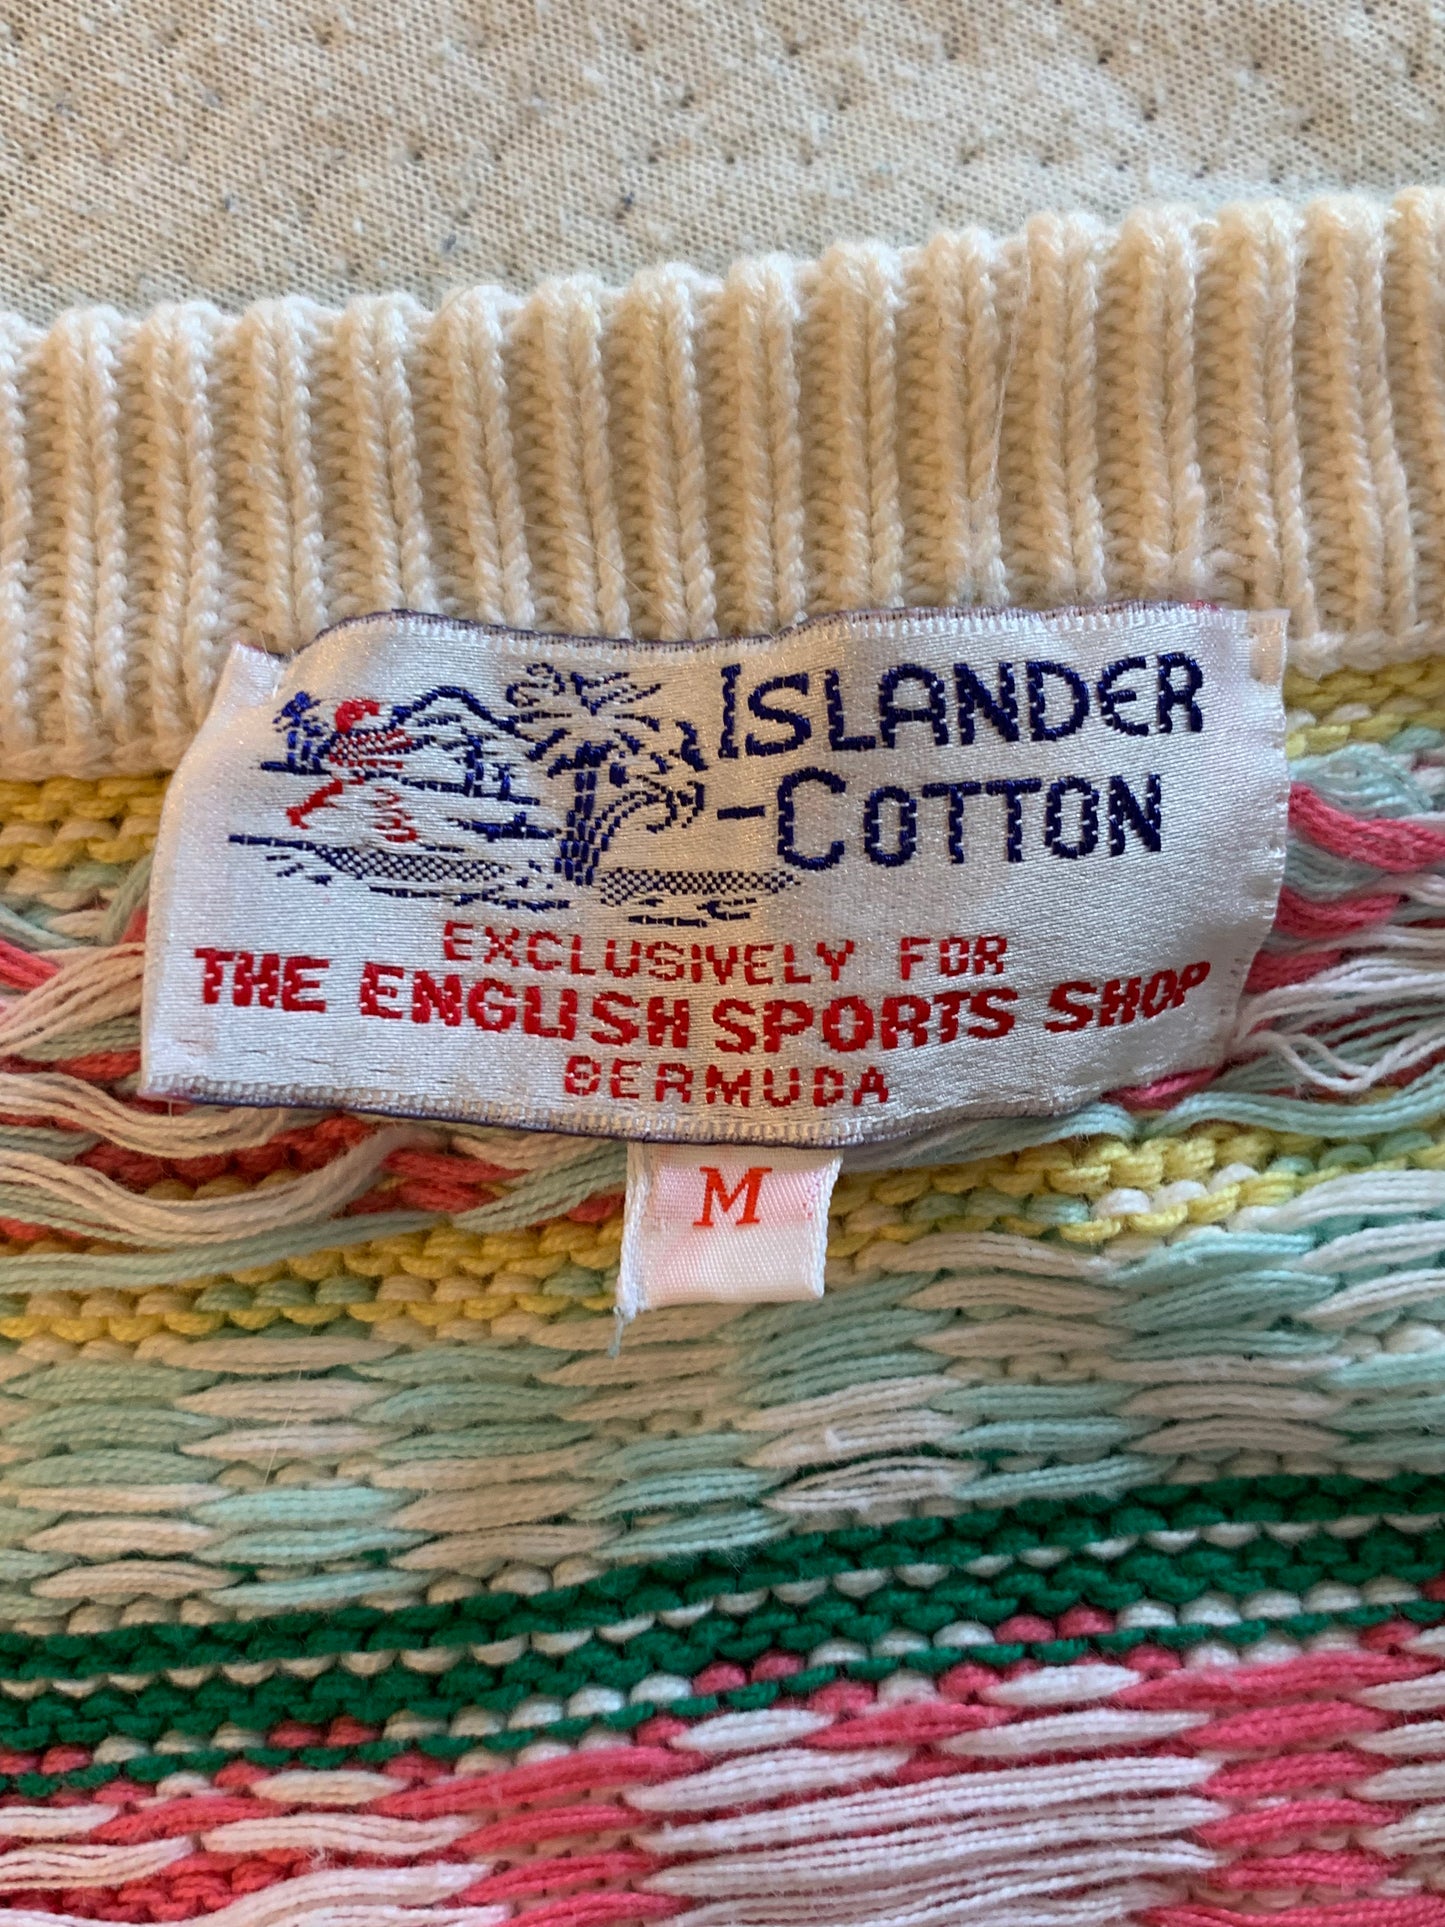 ISLANDER
-COTTON
EXCLUSIVELY FOR
THE ENGLISH SPORTS SHOP
BERMUDA
M